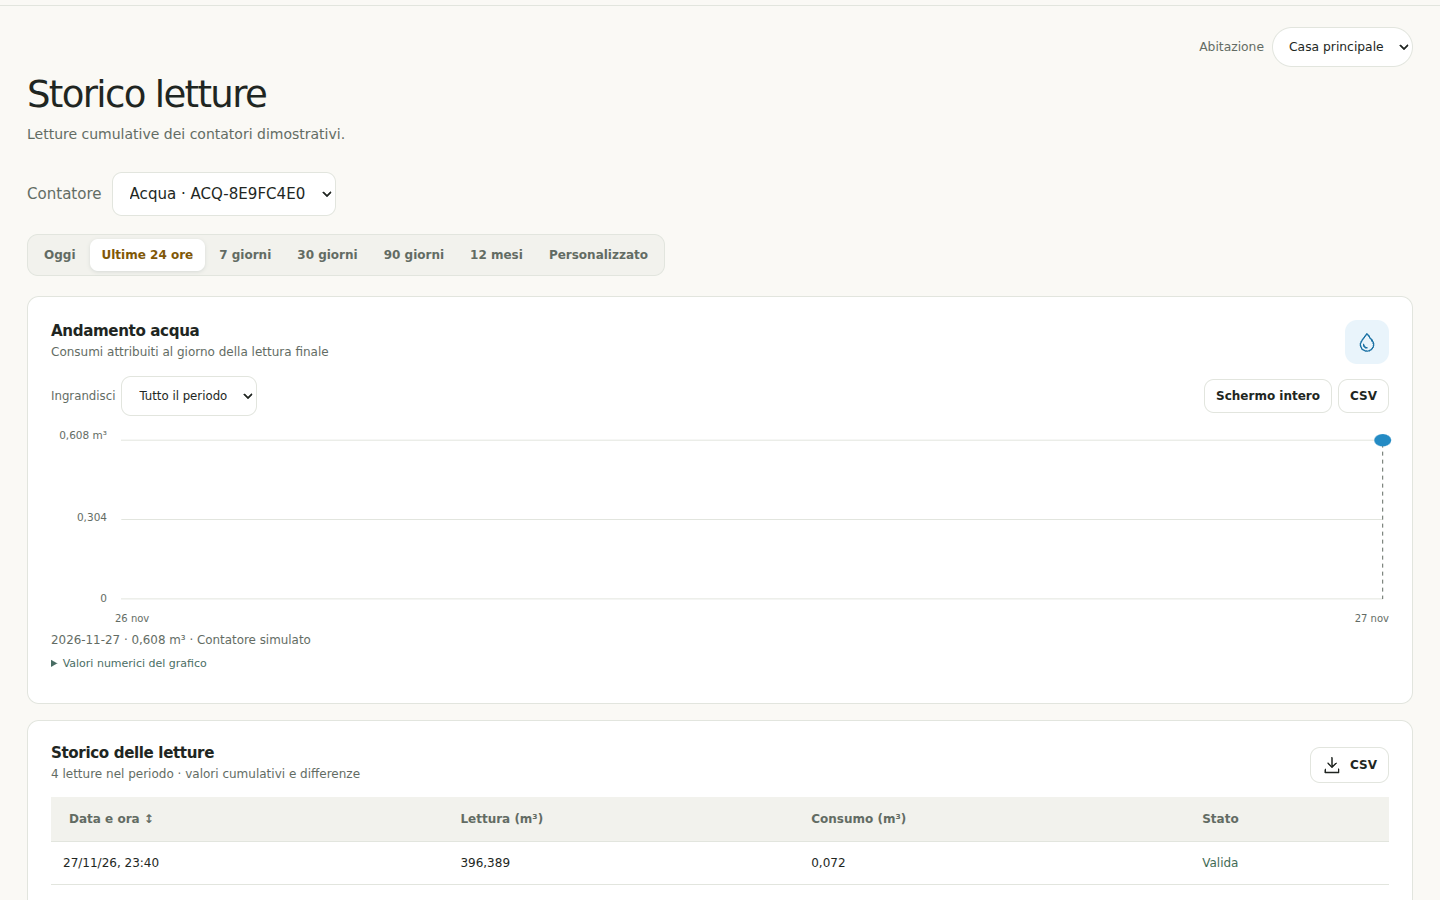 Abitazione Casa principale
Storico letture
Letture cumulative dei contatori dimostrativi.
Contatore Acqua · ACQ-8E9FC4E0
Oggi Ultime 24 ore 7 giorni 30 giorni 90 giorni 12 mesi Personalizzato
Andamento acqua
Consumi attribuiti al giorno della lettura finale
Ingrandisci Tutto il periodo Schermo intero CSV
0,608 m³
0,304
0
26 nov 27 nov
2026-11-27 · 0,608 m³ · Contatore simulato
▶ Valori numerici del grafico
Storico delle letture
4 letture nel periodo · valori cumulativi e differenze
CSV
Data e ora ↕ Lettura (m³) Consumo (m³) Stato
27/11/26, 23:40 396,389 0,072 Valida